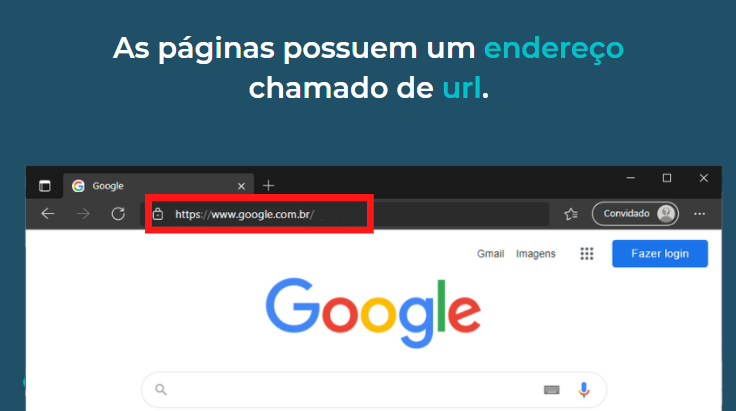 As páginas possuem um endereço
chamado de url.
Google
https://www.google.com.br/
Convidado
Gmail Imagens Fazer login
Google